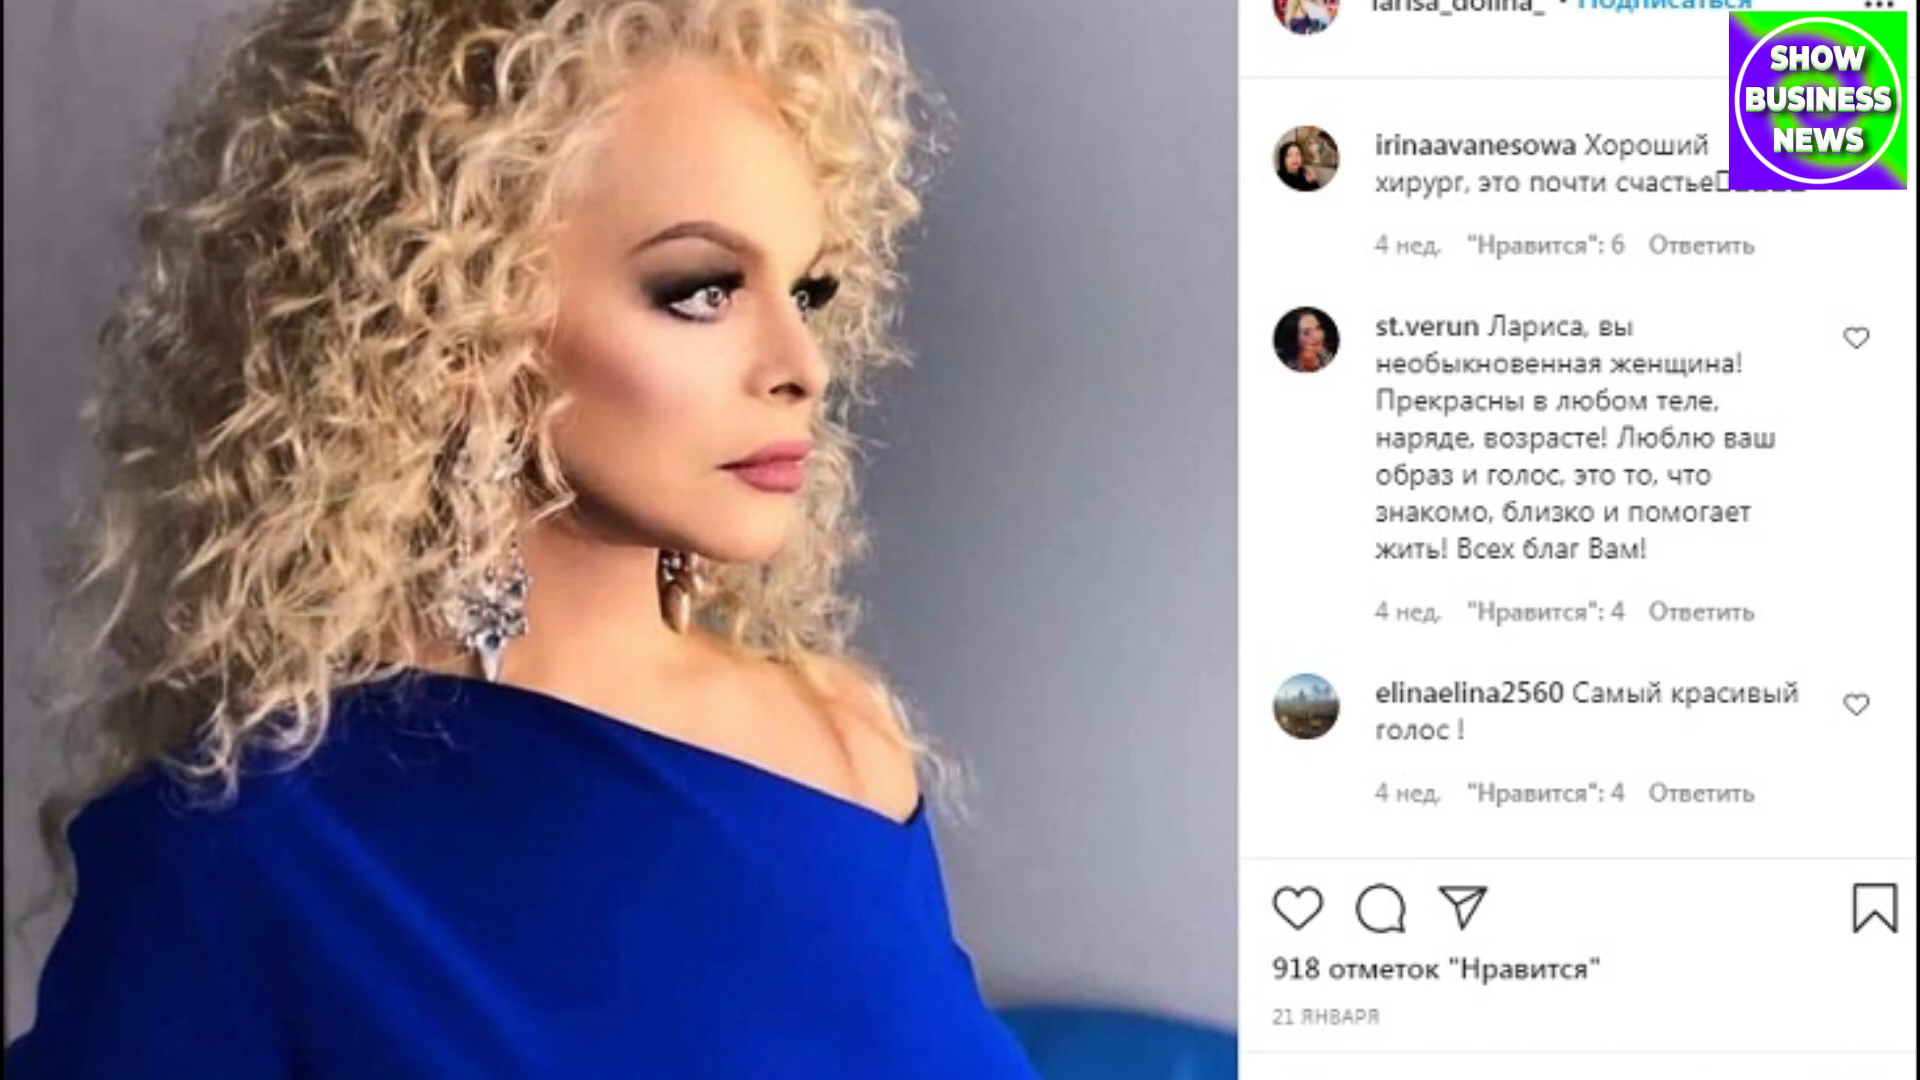 larisa_dolina_ • Подписаться
SHOW
BUSINESS
NEWS
irinaavanesowa Хороший
хирург, это почти счастье
4 нед. "Нравится": 6 Ответить
st.verun Лариса, вы
необыкновенная женщина!
Прекрасны в любом теле,
наряде, возрасте! Люблю ваш
образ и голос, это то, что
знакомо, близко и помогает
жить! Всех благ Вам!
4 нед. "Нравится": 4 Ответить
elinaelina2560 Самый красивый
голос !
4 нед. "Нравится": 4 Ответить
918 отметок "Нравится"
21 ЯНВАРЯ